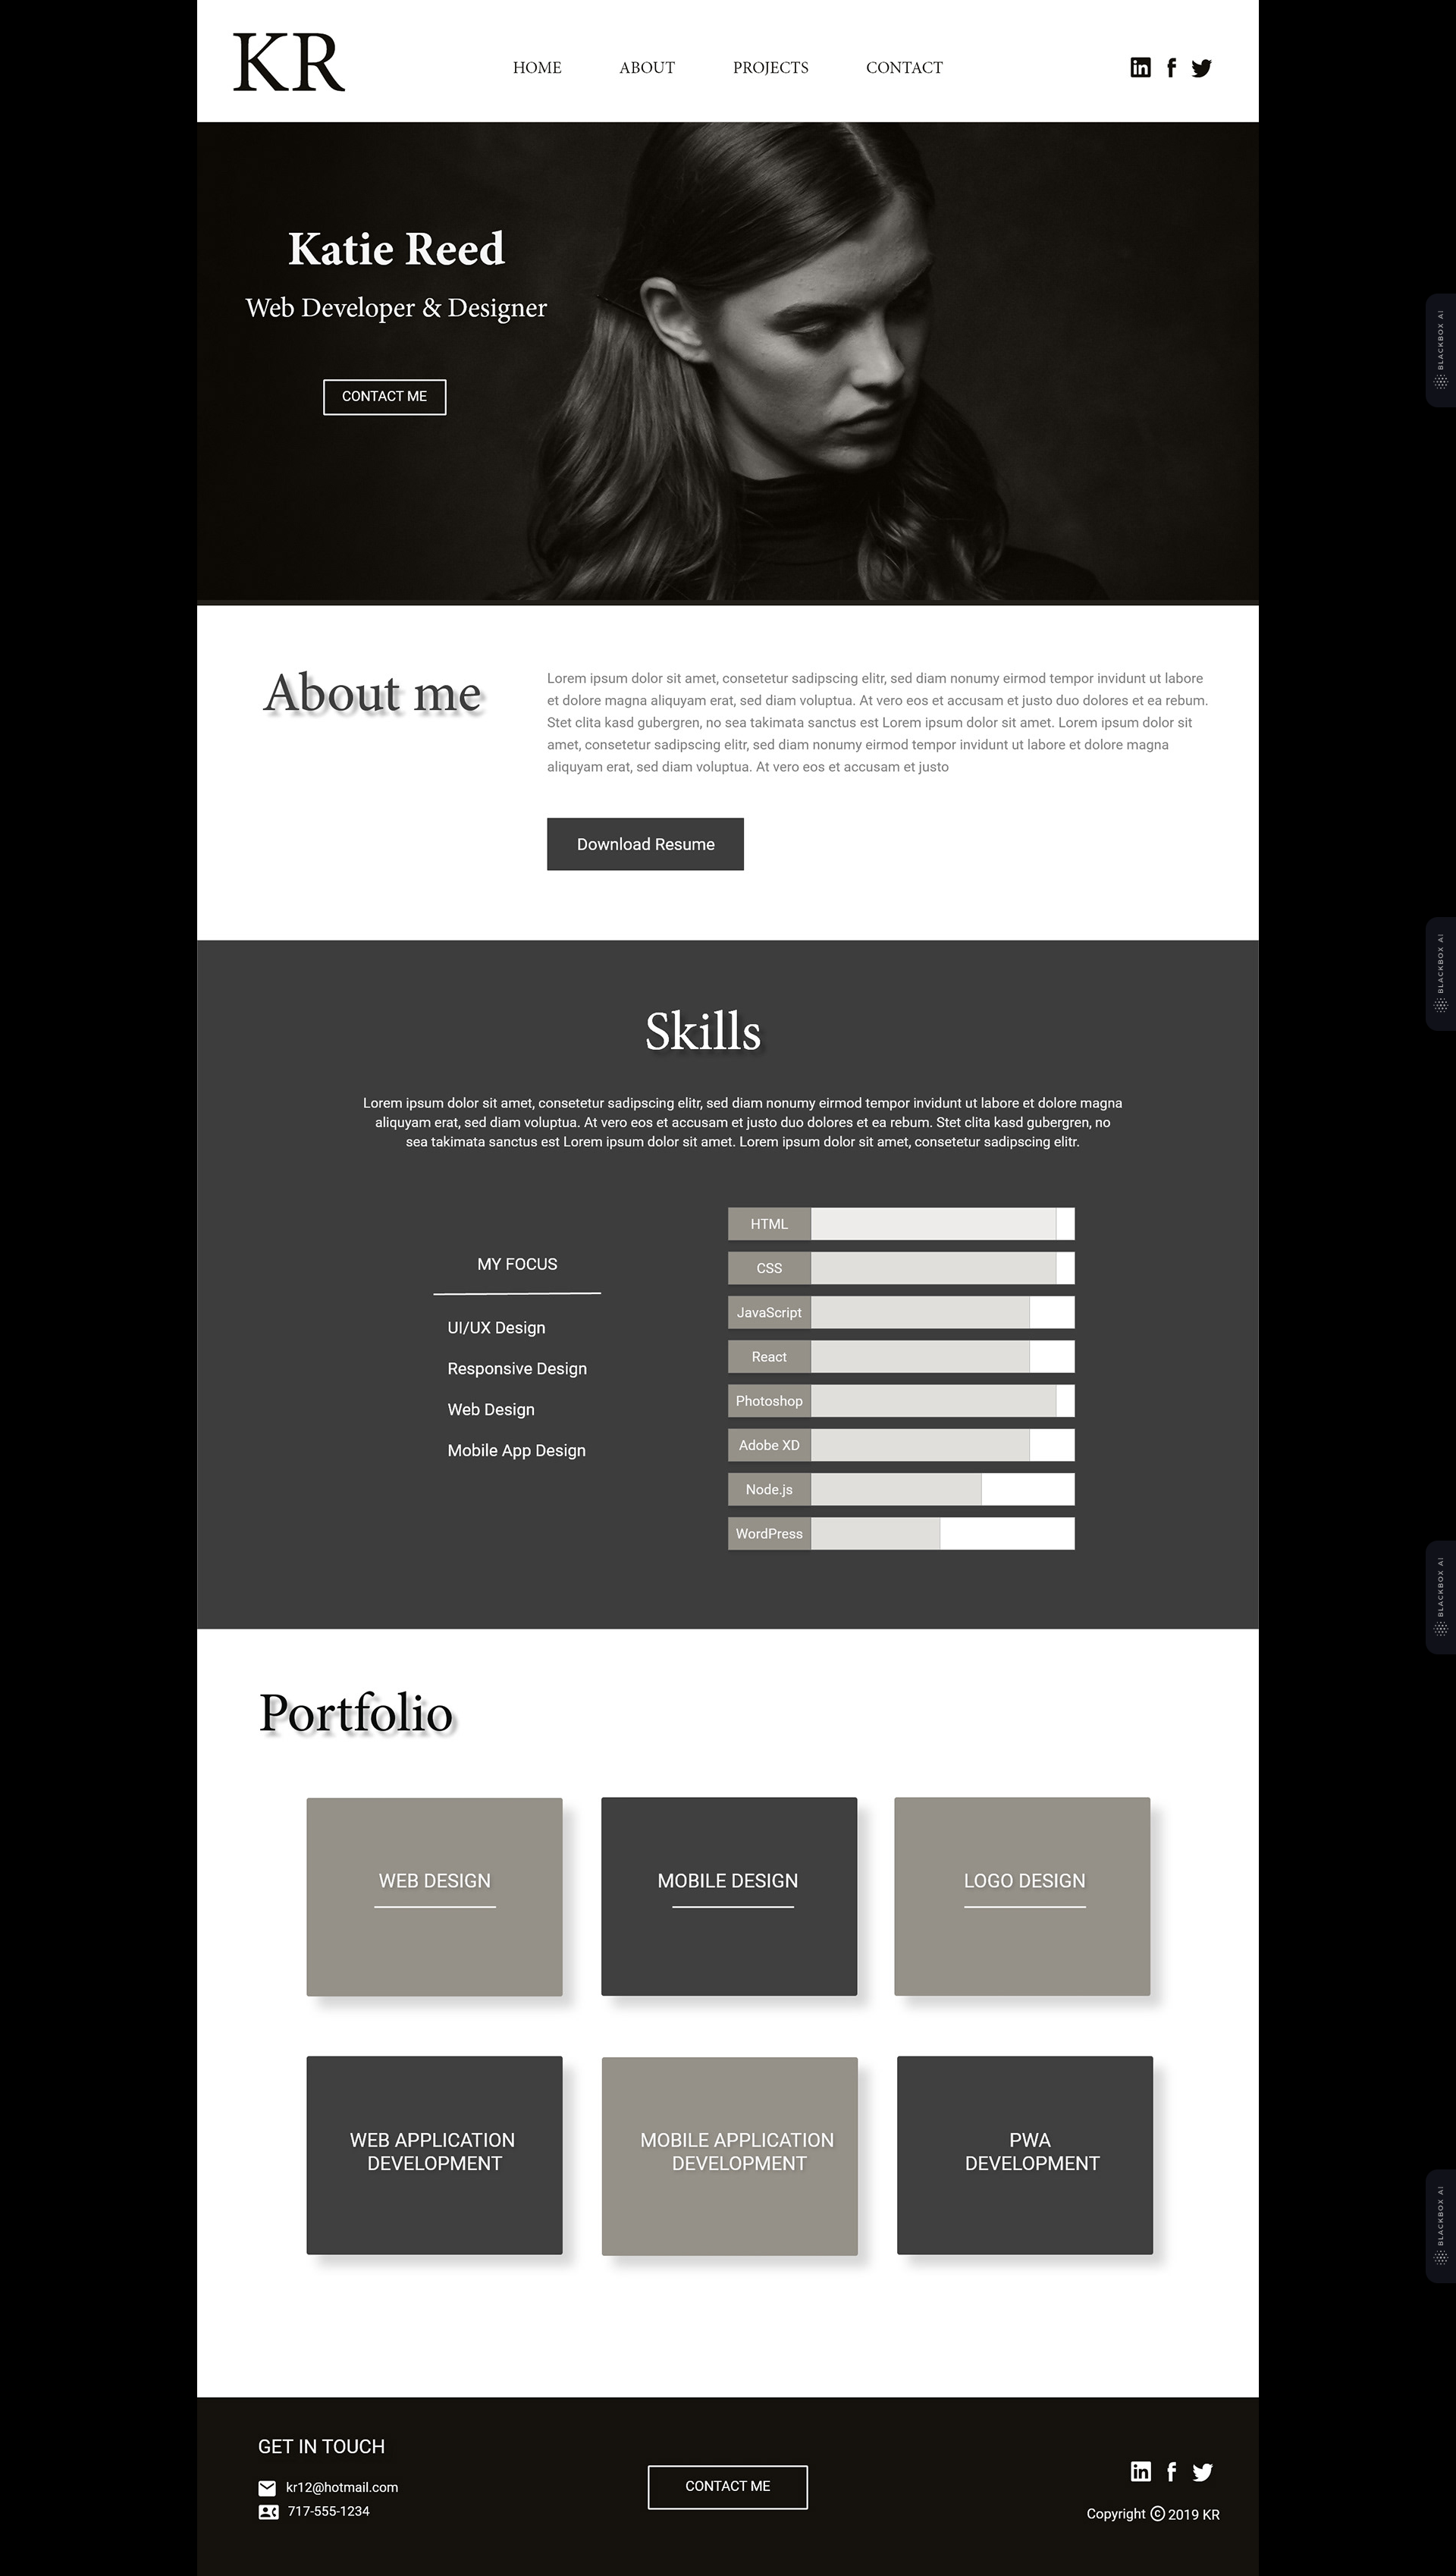 KR
HOME ABOUT PROJECTS CONTACT
Katie Reed
Web Developer & Designer
CONTACT ME
BLACKBOX AI
About me
Lorem ipsum dolor sit amet, consetetur sadipscing elitr, sed diam nonumy eirmod tempor invidunt ut labore
et dolore magna aliquyam erat, sed diam voluptua. At vero eos et accusam et justo duo dolores et ea rebum.
Stet clita kasd gubergren, no sea takimata sanctus est Lorem ipsum dolor sit amet. Lorem ipsum dolor sit
amet, consetetur sadipscing elitr, sed diam nonumy eirmod tempor invidunt ut labore et dolore magna
aliquyam erat, sed diam voluptua. At vero eos et accusam et justo
Download Resume
BLACKBOX AI
Skills
Lorem ipsum dolor sit amet, consetetur sadipscing elitr, sed diam nonumy eirmod tempor invidunt ut labore et dolore magna
aliquyam erat, sed diam voluptua. At vero eos et accusam et justo duo dolores et ea rebum. Stet clita kasd gubergren, no
sea takimata sanctus est Lorem ipsum dolor sit amet. Lorem ipsum dolor sit amet, consetetur sadipscing elitr.
MY FOCUS
UI/UX Design
Responsive Design
Web Design
Mobile App Design
HTML
CSS
JavaScript
React
Photoshop
Adobe XD
Node.js
WordPress
BLACKBOX AI
Portfolio
WEB DESIGN
MOBILE DESIGN
LOGO DESIGN
WEB APPLICATION
DEVELOPMENT
MOBILE APPLICATION
DEVELOPMENT
PWA
DEVELOPMENT
BLACKBOX AI
GET IN TOUCH
kr12@hotmail.com
717-555-1234
CONTACT ME
Copyright © 2019 KR